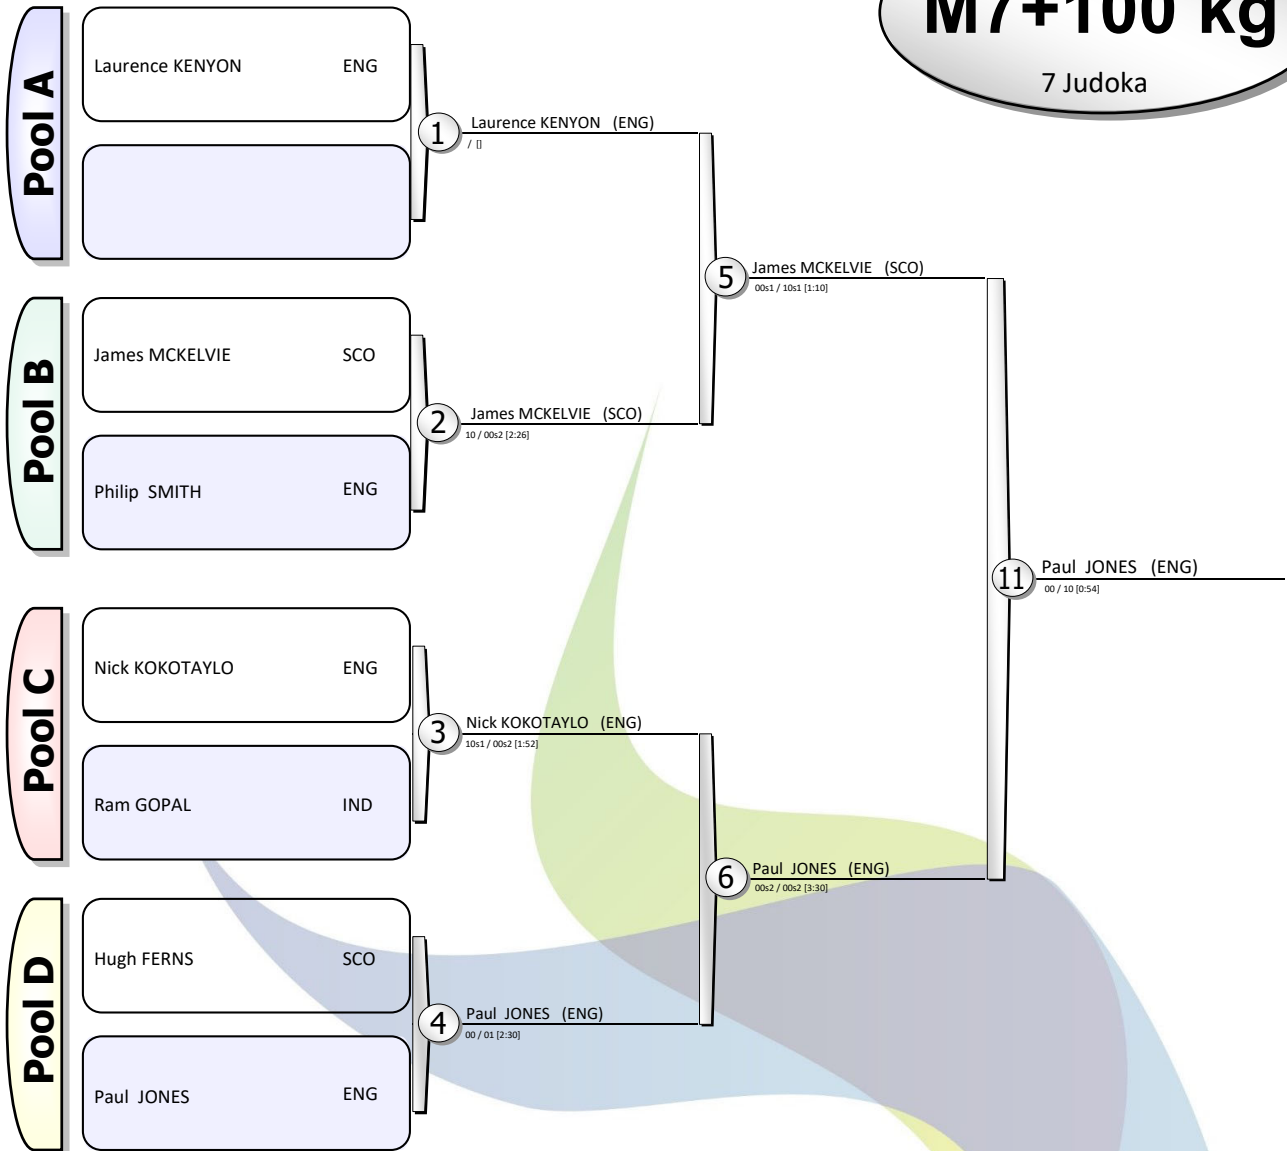 M7+100 kg
7 Judoka
Pool A
Laurence KENYON ENG
1 Laurence KENYON (ENG)
/ []
5 James MCKELVIE (SCO)
00s1 / 10s1 [1:10]
Pool B
James MCKELVIE SCO
2 James MCKELVIE (SCO)
10 / 00s2 [2:26]
Philip SMITH ENG
11 Paul JONES (ENG)
00 / 10 [0:54]
Pool C
Nick KOKOTAYLO ENG
3 Nick KOKOTAYLO (ENG)
10s1 / 00s2 [1:52]
Ram GOPAL IND
6 Paul JONES (ENG)
00s2 / 00s2 [3:30]
Pool D
Hugh FERNS SCO
4 Paul JONES (ENG)
00 / 01 [2:30]
Paul JONES ENG